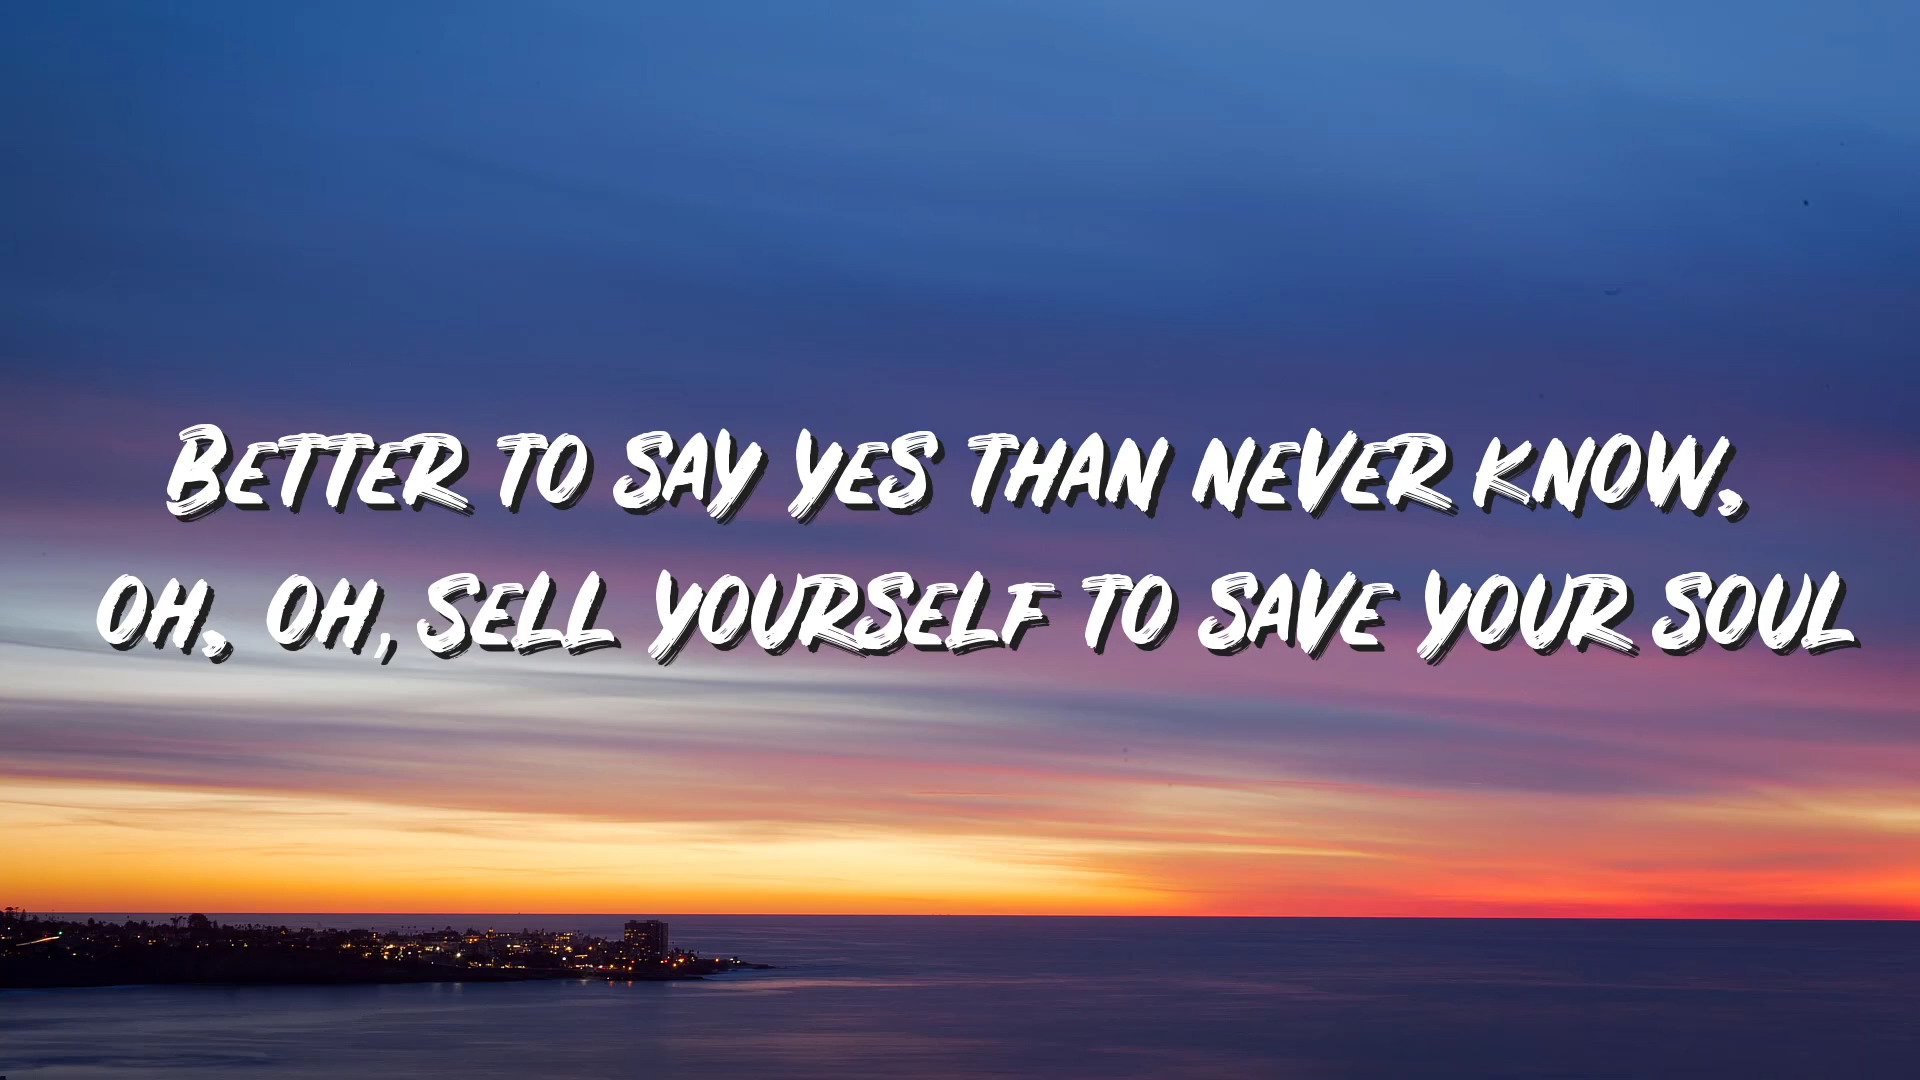 Better to say yes than never know,
oh, oh, sell yourself to save your soul